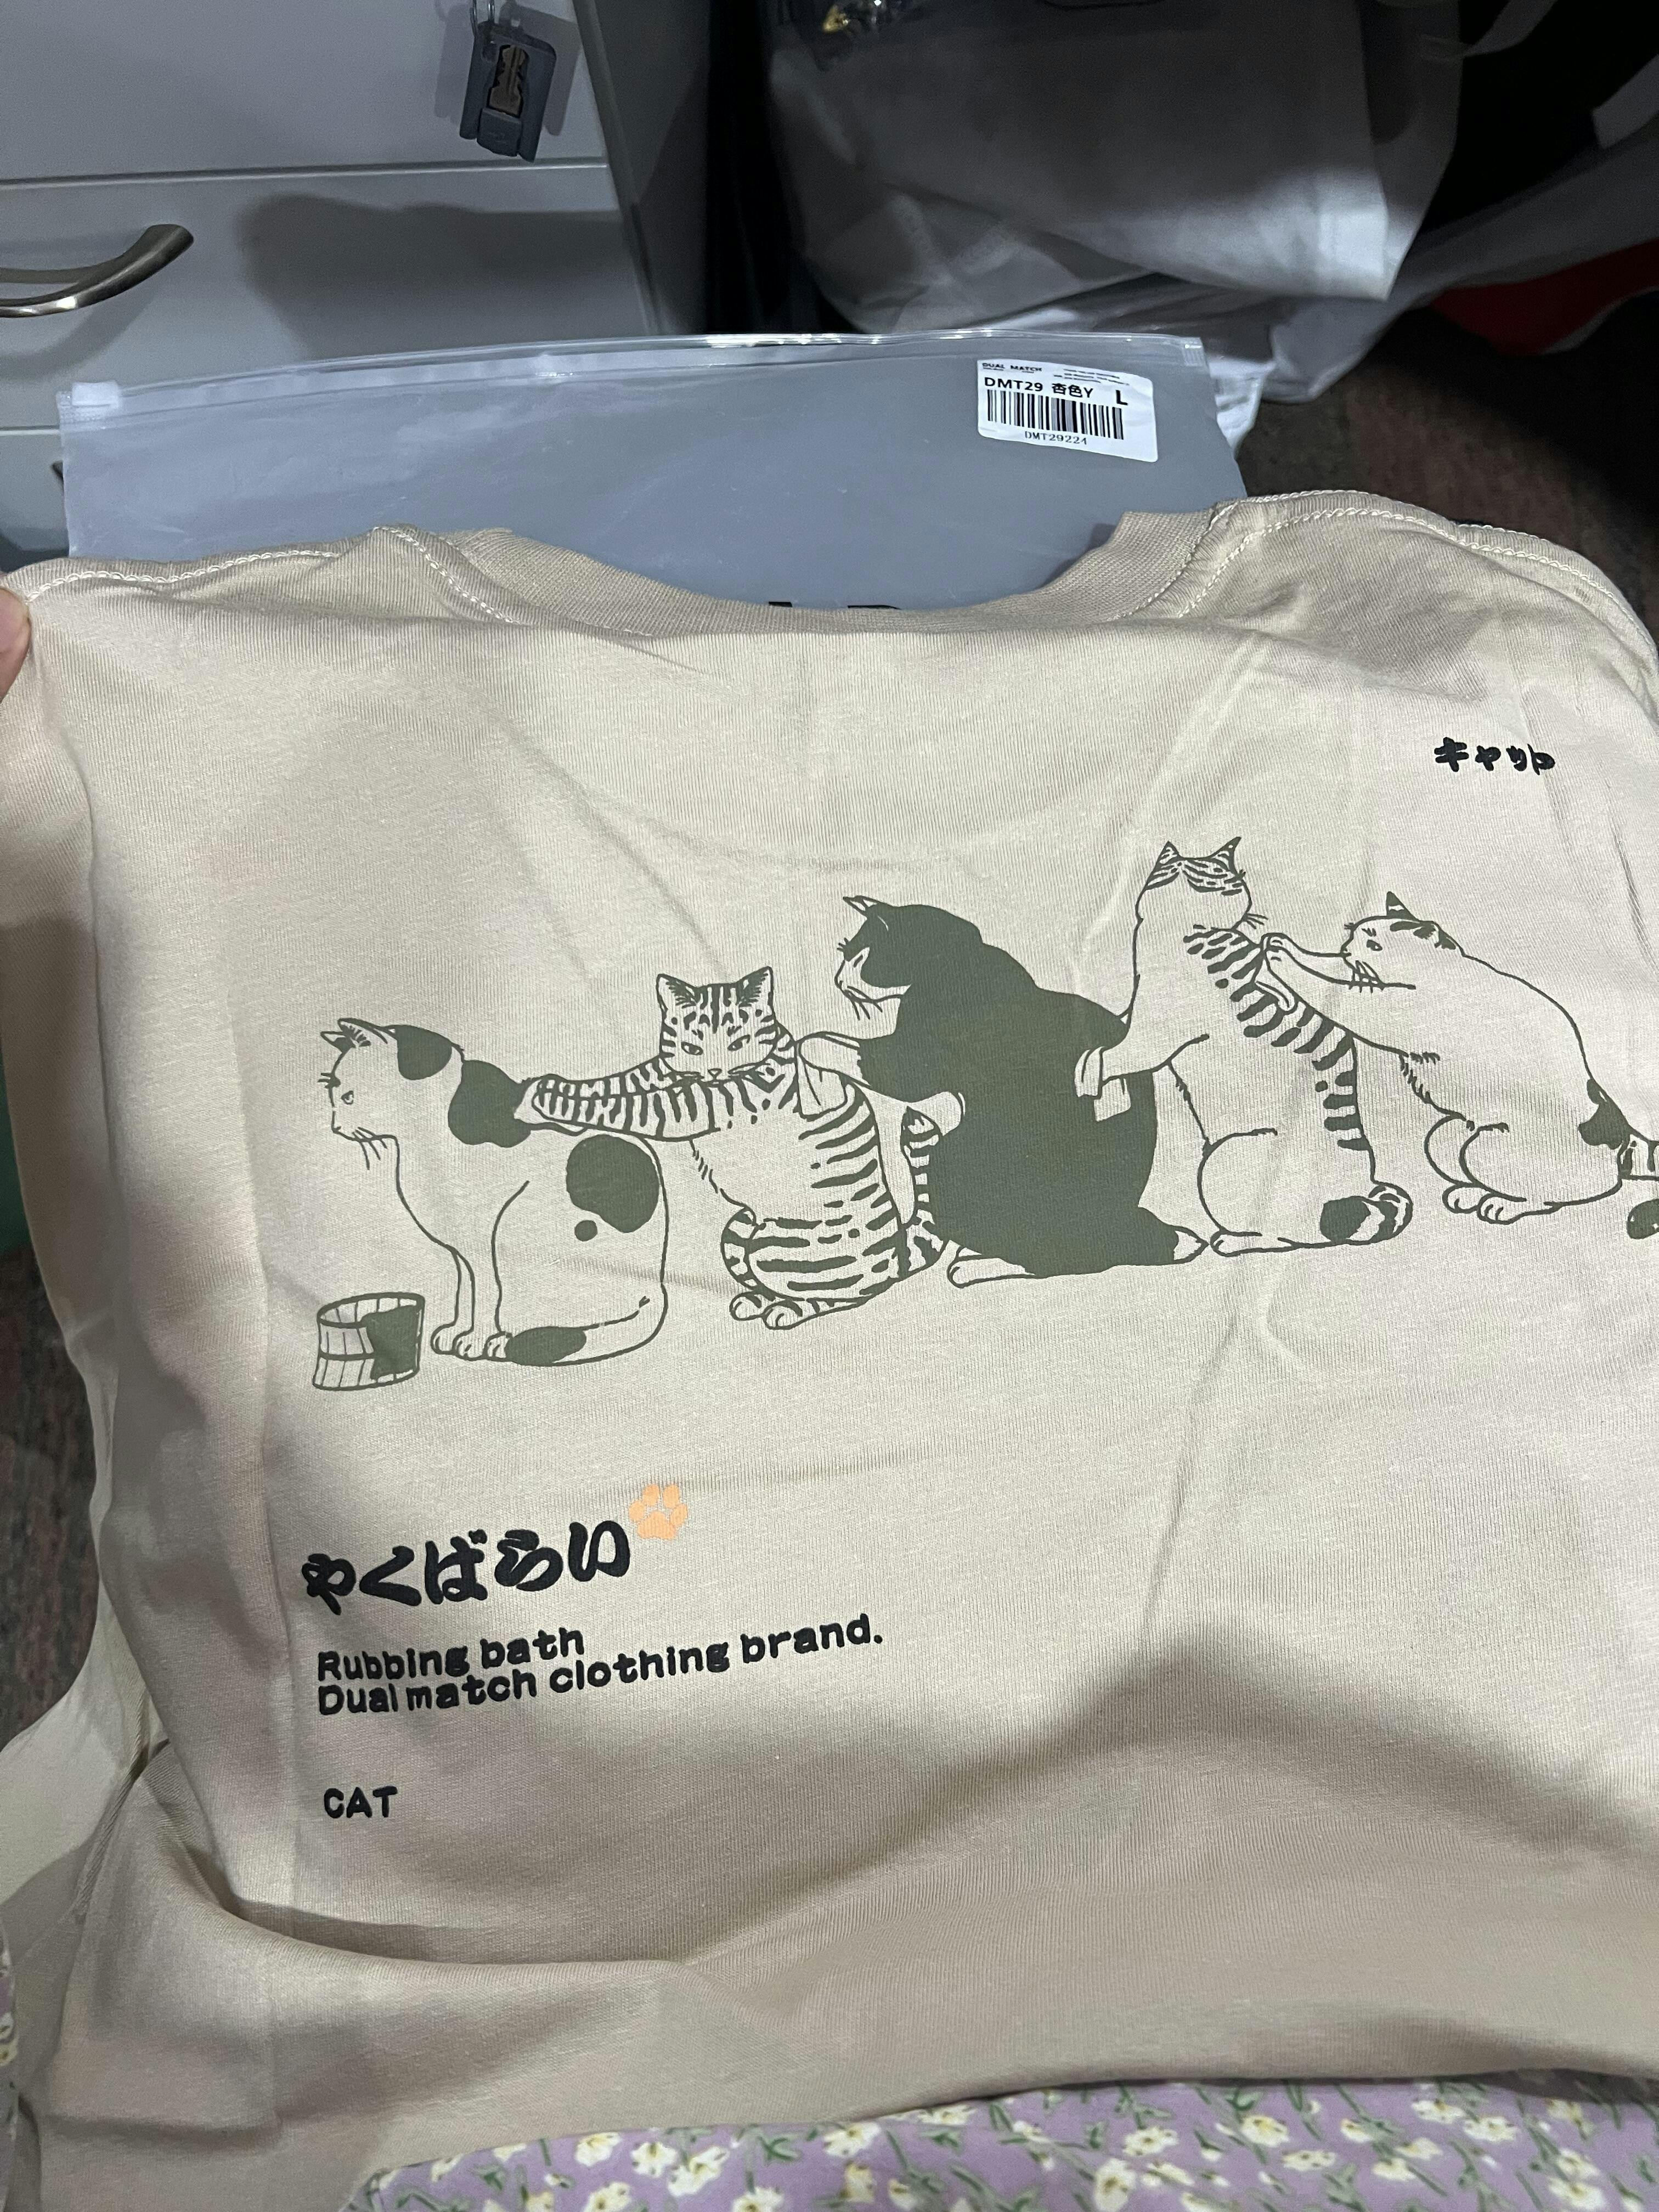 DUAL MATCH
DMT29 杏色Y L
DMT29224
キャット
やくばらい
Rubbing bath
Dual match clothing brand.
CAT